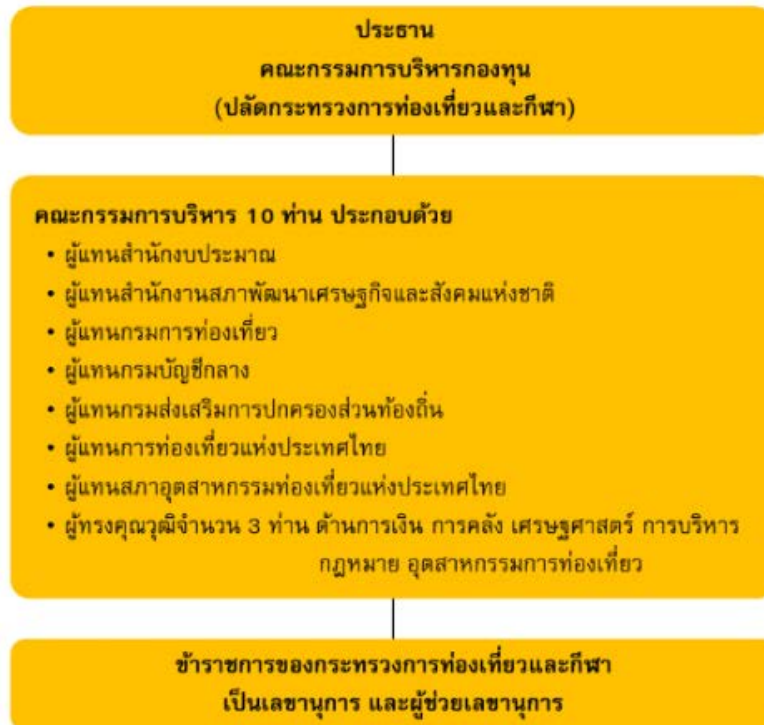 ประธาน
คณะกรรมการบริหารกองทุน
(ปลัดกระทรวงการท่องเที่ยวและกีฬา)
คณะกรรมการบริหาร 10 ท่าน ประกอบด้วย
• ผู้แทนสำนักงบประมาณ
• ผู้แทนสำนักงานสภาพัฒนาเศรษฐกิจและสังคมแห่งชาติ
• ผู้แทนกรมการท่องเที่ยว
• ผู้แทนกรมบัญชีกลาง
• ผู้แทนกรมส่งเสริมการปกครองส่วนท้องถิ่น
• ผู้แทนการท่องเที่ยวแห่งประเทศไทย
• ผู้แทนสภาอุตสาหกรรมท่องเที่ยวแห่งประเทศไทย
• ผู้ทรงคุณวุฒิจำนวน 3 ท่าน ด้านการเงิน การคลัง เศรษฐศาสตร์ การบริหาร
กฎหมาย อุตสาหกรรมการท่องเที่ยว
ข้าราชการของกระทรวงการท่องเที่ยวและกีฬา
เป็นเลขานุการ และผู้ช่วยเลขานุการ